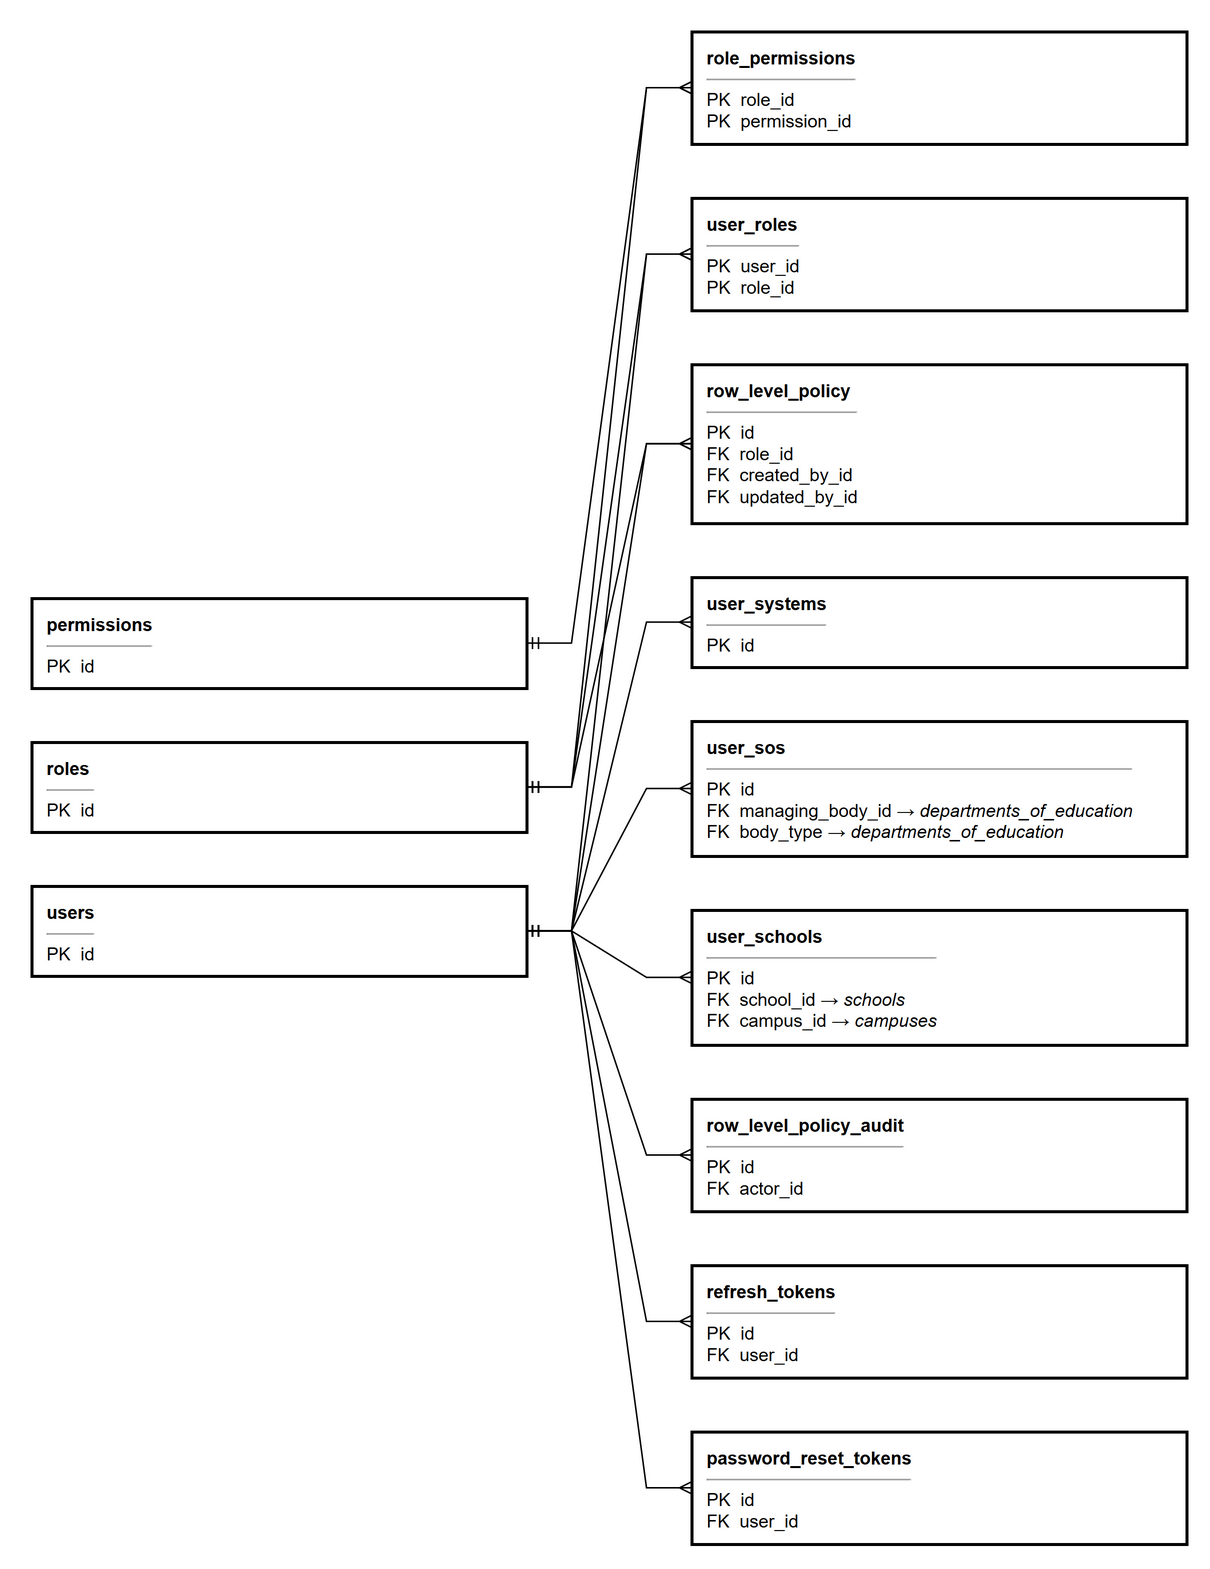 role_permissions
PK role_id
PK permission_id
user_roles
PK user_id
PK role_id
row_level_policy
PK id
FK role_id
FK created_by_id
FK updated_by_id
permissions
PK id
user_systems
PK id
roles
PK id
user_sos
PK id
FK managing_body_id → departments_of_education
FK body_type → departments_of_education
users
PK id
user_schools
PK id
FK school_id → schools
FK campus_id → campuses
row_level_policy_audit
PK id
FK actor_id
refresh_tokens
PK id
FK user_id
password_reset_tokens
PK id
FK user_id